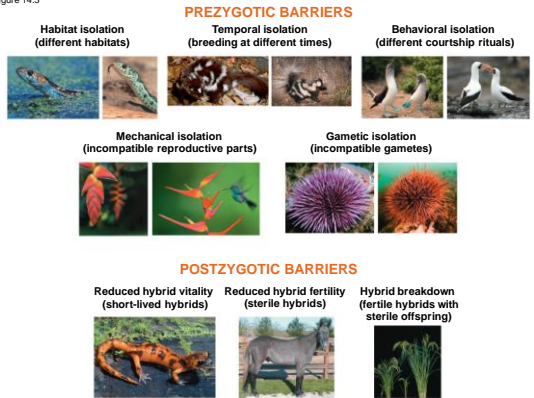 PREZYGOTIC BARRIERS
Habitat isolation
(different habitats)
Temporal isolation
(breeding at different times)
Behavioral isolation
(different courtship rituals)
Mechanical isolation
(incompatible reproductive parts)
Gametic isolation
(incompatible gametes)
POSTZYGOTIC BARRIERS
Reduced hybrid vitality
(short-lived hybrids)
Reduced hybrid fertility
(sterile hybrids)
Hybrid breakdown
(fertile hybrids with
sterile offspring)